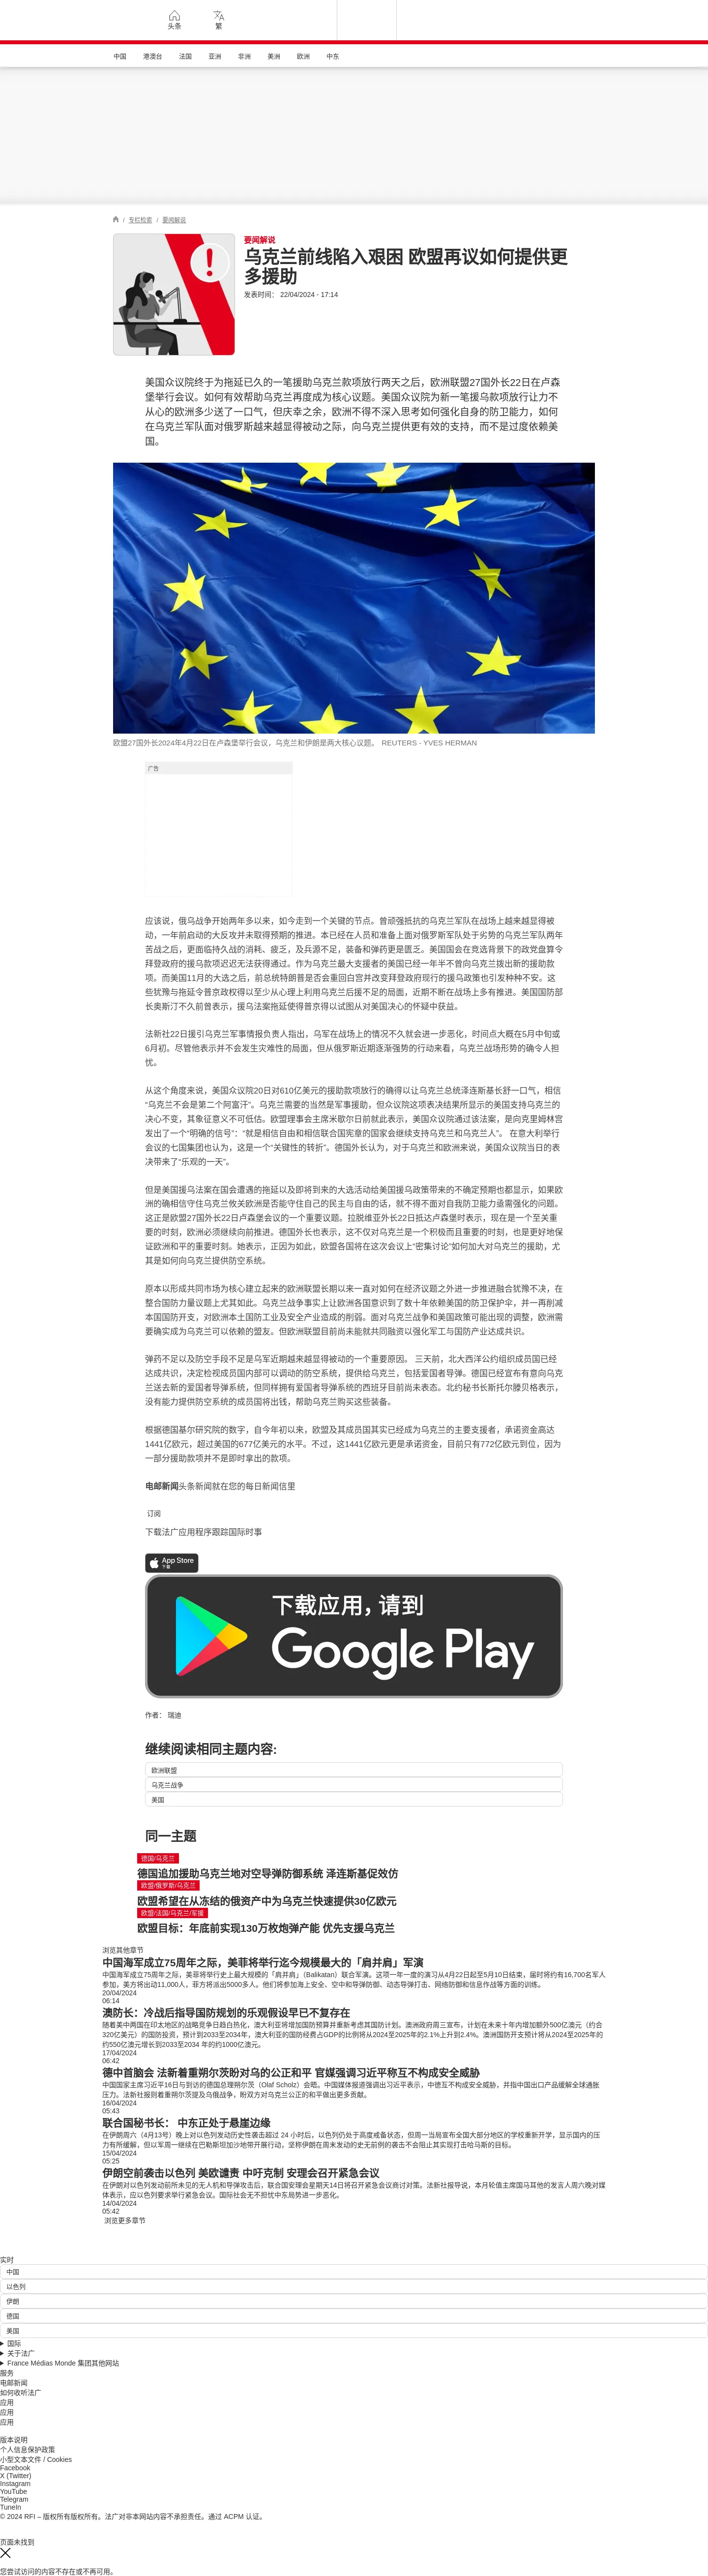 头条
繁
中国 港澳台 法国 亚洲 非洲 美洲 欧洲 中东
/ 专栏检索 / 要闻解说
要闻解说
乌克兰前线陷入艰困 欧盟再议如何提供更
多援助
发表时间： 22/04/2024 - 17:14
美国众议院终于为拖延已久的一笔援助乌克兰款项放行两天之后，欧洲联盟27国外长22日在卢森
堡举行会议。如何有效帮助乌克兰再度成为核心议题。美国众议院为新一笔援乌款项放行让力不
从心的欧洲多少送了一口气，但庆幸之余，欧洲不得不深入思考如何强化自身的防卫能力，如何
在乌克兰军队面对俄罗斯越来越显得被动之际，向乌克兰提供更有效的支持，而不是过度依赖美
国。
欧盟27国外长2024年4月22日在卢森堡举行会议，乌克兰和伊朗是两大核心议题。 REUTERS - YVES HERMAN
广告
应该说，俄乌战争开始两年多以来，如今走到一个关键的节点。曾顽强抵抗的乌克兰军队在战场上越来越显得被
动，一年前启动的大反攻并未取得预期的推进。本已经在人员和准备上面对俄罗斯军队处于劣势的乌克兰军队两年
苦战之后，更面临持久战的消耗、疲乏，及兵源不足，装备和弹药更是匮乏。美国国会在竞选背景下的政党盘算令
拜登政府的援乌款项迟迟无法获得通过。作为乌克兰最大支援者的美国已经一年半不曾向乌克兰拨出新的援助款
项。而美国11月的大选之后，前总统特朗普是否会重回白宫并改变拜登政府现行的援乌政策也引发种种不安。这
些犹豫与拖延令普京政权得以至少从心理上利用乌克兰后援不足的局面，近期不断在战场上多有推进。美国国防部
长奥斯汀不久前曾表示，援乌法案拖延使得普京得以试图从对美国决心的怀疑中获益。
法新社22日援引乌克兰军事情报负责人指出，乌军在战场上的情况不久就会进一步恶化，时间点大概在5月中旬或
6月初。尽管他表示并不会发生灾难性的局面，但从俄罗斯近期逐渐强势的行动来看，乌克兰战场形势的确令人担
忧。
从这个角度来说，美国众议院20日对610亿美元的援助款项放行的确得以让乌克兰总统泽连斯基长舒一口气，相信
“乌克兰不会是第二个阿富汗”。乌克兰需要的当然是军事援助，但众议院这项表决结果所显示的美国支持乌克兰的
决心不变，其象征意义不可低估。欧盟理事会主席米歇尔日前就此表示，美国众议院通过该法案，是向克里姆林宫
发出了一个“明确的信号”：“就是相信自由和相信联合国宪章的国家会继续支持乌克兰和乌克兰人”。 在意大利举行
会议的七国集团也认为，这是一个“关键性的转折”。德国外长认为，对于乌克兰和欧洲来说，美国众议院当日的表
决带来了“乐观的一天”。
但是美国援乌法案在国会遭遇的拖延以及即将到来的大选活动给美国援乌政策带来的不确定预期也都显示，如果欧
洲的确相信守住乌克兰攸关欧洲是否能守住自己的民主与自由的话，就不得不面对自我防卫能力亟需强化的问题。
这正是欧盟27国外长22日卢森堡会议的一个重要议题。拉脱维亚外长22日抵达卢森堡时表示，现在是一个至关重
要的时刻，欧洲必须继续向前推进。德国外长也表示，这不仅对乌克兰是一个积极而且重要的时刻，也是更好地保
证欧洲和平的重要时刻。她表示，正因为如此，欧盟各国将在这次会议上“密集讨论”如何加大对乌克兰的援助，尤
其是如何向乌克兰提供防空系统。
原本以形成共同市场为核心建立起来的欧洲联盟长期以来一直对如何在经济议题之外进一步推进融合犹豫不决，在
整合国防力量议题上尤其如此。乌克兰战争事实上让欧洲各国意识到了数十年依赖美国的防卫保护伞，并一再削减
本国国防开支，对欧洲本土国防工业及安全产业造成的削弱。面对乌克兰战争和美国政策可能出现的调整，欧洲需
要确实成为乌克兰可以依赖的盟友。但欧洲联盟目前尚未能就共同融资以强化军工与国防产业达成共识。
弹药不足以及防空手段不足是乌军近期越来越显得被动的一个重要原因。 三天前，北大西洋公约组织成员国已经
达成共识，决定检视成员国内部可以调动的防空系统，提供给乌克兰，包括爱国者导弹。德国已经宣布有意向乌克
兰送去新的爱国者导弹系统，但同样拥有爱国者导弹系统的西班牙目前尚未表态。北约秘书长斯托尔滕贝格表示，
没有能力提供防空系统的成员国将出钱，帮助乌克兰购买这些装备。
根据德国基尔研究院的数字，自今年初以来，欧盟及其成员国其实已经成为乌克兰的主要支援者，承诺资金高达
1441亿欧元，超过美国的677亿美元的水平。不过，这1441亿欧元更是承诺资金，目前只有772亿欧元到位，因为
一部分援助款项并不是即时拿出的款项。
电邮新闻头条新闻就在您的每日新闻信里
订阅
下载法广应用程序跟踪国际时事
App Store
下载
下载应用，请到
Google Play
作者： 瑞迪
继续阅读相同主题内容:
欧洲联盟
乌克兰战争
美国
同一主题
德国/乌克兰
德国追加援助乌克兰地对空导弹防御系统 泽连斯基促效仿
欧盟/俄罗斯/乌克兰
欧盟希望在从冻结的俄资产中为乌克兰快速提供30亿欧元
欧盟/法国/乌克兰/军援
欧盟目标：年底前实现130万枚炮弹产能 优先支援乌克兰
浏览其他章节
中国海军成立75周年之际，美菲将举行迄今规模最大的「肩并肩」军演
中国海军成立75周年之际，美菲将举行史上最大规模的「肩并肩」（Balikatan）联合军演。这项一年一度的演习从4月22日起至5月10日结束，届时将约有16,700名军人
参加，美方将出动11,000人，菲方将派出5000多人。他们将参加海上安全、空中和导弹防御、动态导弹打击、网络防御和信息作战等方面的训练。
20/04/2024
06:14
澳防长：冷战后指导国防规划的乐观假设早已不复存在
随着美中两国在印太地区的战略竞争日趋白热化，澳大利亚将增加国防预算并重新考虑其国防计划。澳洲政府周三宣布，计划在未来十年内增加额外500亿澳元（约合
320亿美元）的国防投资，预计到2033至2034年，澳大利亚的国防经费占GDP的比例将从2024至2025年的2.1%上升到2.4%。澳洲国防开支预计将从2024至2025年的
约550亿澳元增长到2033至2034 年的约1000亿澳元。
17/04/2024
06:42
德中首脑会 法新着重朔尔茨盼对乌的公正和平 官媒强调习近平称互不构成安全威胁
中国国家主席习近平16日与到访的德国总理朔尔茨（Olaf Scholz）会晤。中国媒体报道强调出习近平表示，中德互不构成安全威胁，并指中国出口产品缓解全球通胀
压力。法新社报则着重朔尔茨提及乌俄战争，盼双方对乌克兰公正的和平做出更多贡献。
16/04/2024
05:43
联合国秘书长： 中东正处于悬崖边缘
在伊朗周六（4月13号）晚上对以色列发动历史性袭击超过 24 小时后，以色列仍处于高度戒备状态，但周一当局宣布全国大部分地区的学校重新开学，显示国内的压
力有所缓解，但以军周一继续在巴勒斯坦加沙地带开展行动，坚称伊朗在周末发动的史无前例的袭击不会阻止其实现打击哈马斯的目标。
15/04/2024
05:25
伊朗空前袭击以色列 美欧谴责 中吁克制 安理会召开紧急会议
在伊朗对以色列发动前所未见的无人机和导弹攻击后，联合国安理会星期天14日将召开紧急会议商讨对策。法新社报导说，本月轮值主席国马耳他的发言人周六晚对媒
体表示，应以色列要求举行紧急会议。国际社会无不担忧中东局势进一步恶化。
14/04/2024
05:42
浏览更多章节
实时
中国
以色列
伊朗
德国
美国
国际
关于法广
France Médias Monde 集团其他网站
服务
电邮新闻
如何收听法广
应用
应用
应用
版本说明
个人信息保护政策
小型文本文件 / Cookies
Facebook
X (Twitter)
Instagram
YouTube
Telegram
TuneIn
© 2024 RFI – 版权所有版权所有。法广对非本网站内容不承担责任。通过 ACPM 认证。
页面未找到
您尝试访问的内容不存在或不再可用。